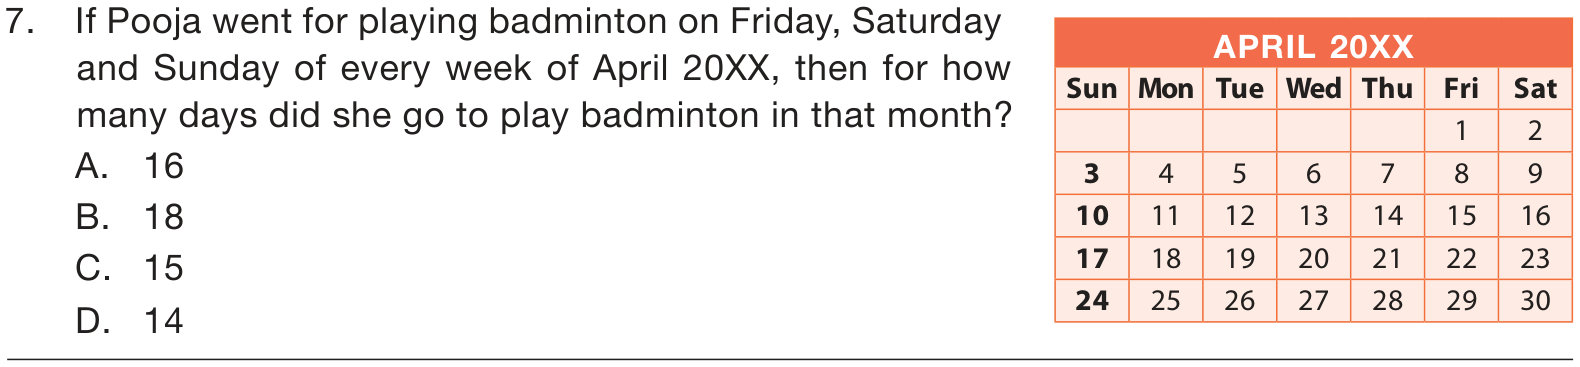 7. If Pooja went for playing badminton on Friday, Saturday
and Sunday of every week of April 20XX, then for how
many days did she go to play badminton in that month?
A. 16
B. 18
C. 15
D. 14
APRIL 20XX
Sun Mon Tue Wed Thu Fri Sat
1 2
3 4 5 6 7 8 9
10 11 12 13 14 15 16
17 18 19 20 21 22 23
24 25 26 27 28 29 30